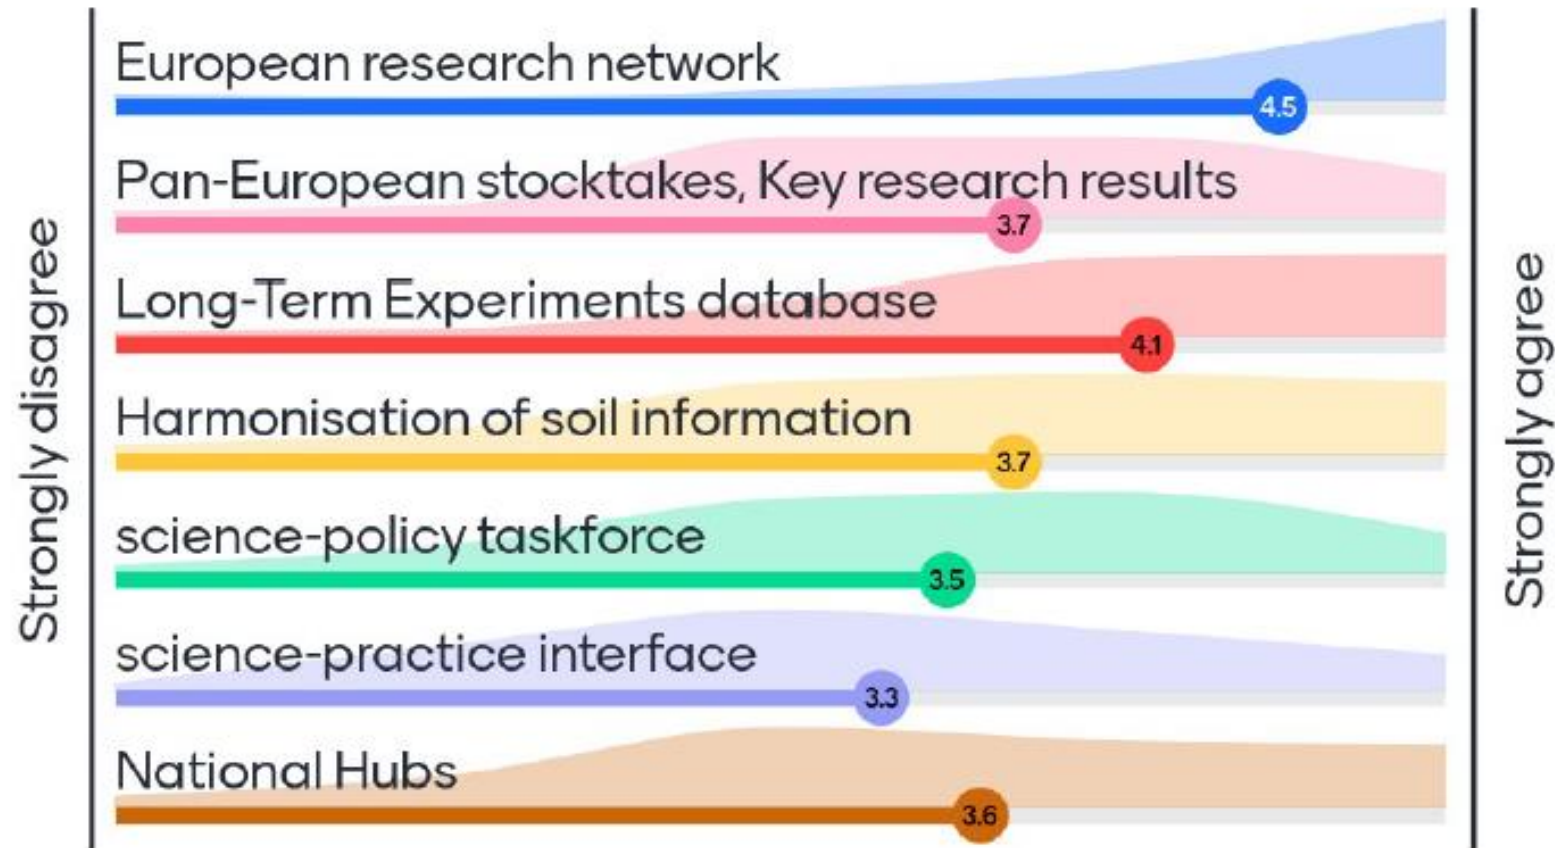 European research network
4.5
Pan-European stocktakes, Key research results
3.7
Long-Term Experiments database
4.1
Harmonisation of soil information
3.7
science-policy taskforce
3.5
science-practice interface
3.3
National Hubs
3.6
Strongly disagree
Strongly agree